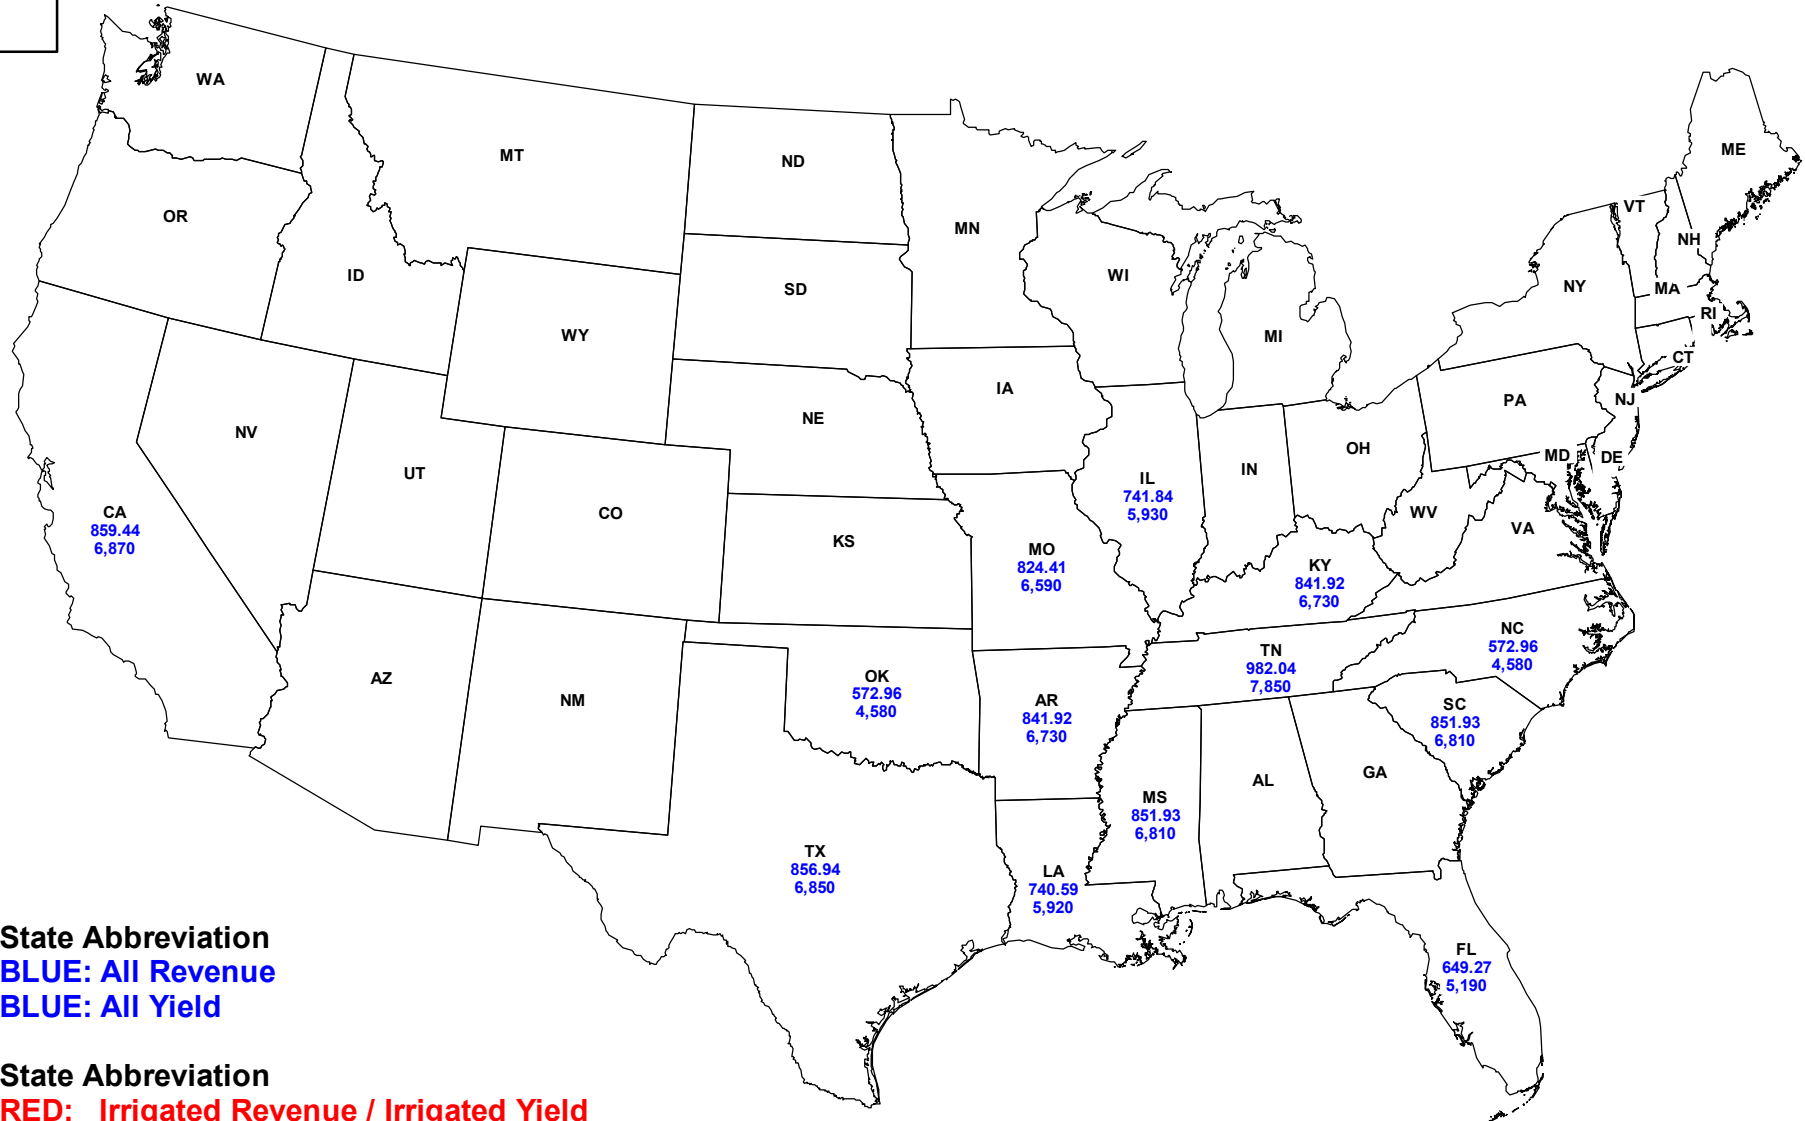 WA
MT
ND
MN
ME
VT
NH
OR
ID
WI
NY
MA
SD
RI
WY
MI
CT
IA
NE
PA
NJ
NV
OH
MD
DE
UT
IN
IL
741.84
5,930
CA
859.44
6,870
CO
WV
VA
KS
MO
824.41
6,590
KY
841.92
6,730
NC
572.96
4,580
TN
982.04
7,850
AZ
OK
572.96
4,580
NM
AR
841.92
6,730
SC
851.93
6,810
GA
AL
MS
851.93
6,810
TX
856.94
6,850
LA
740.59
5,920
FL
649.27
5,190
State Abbreviation
BLUE: All Revenue
BLUE: All Yield
State Abbreviation
RED: Irrigated Revenue / Irrigated Yield